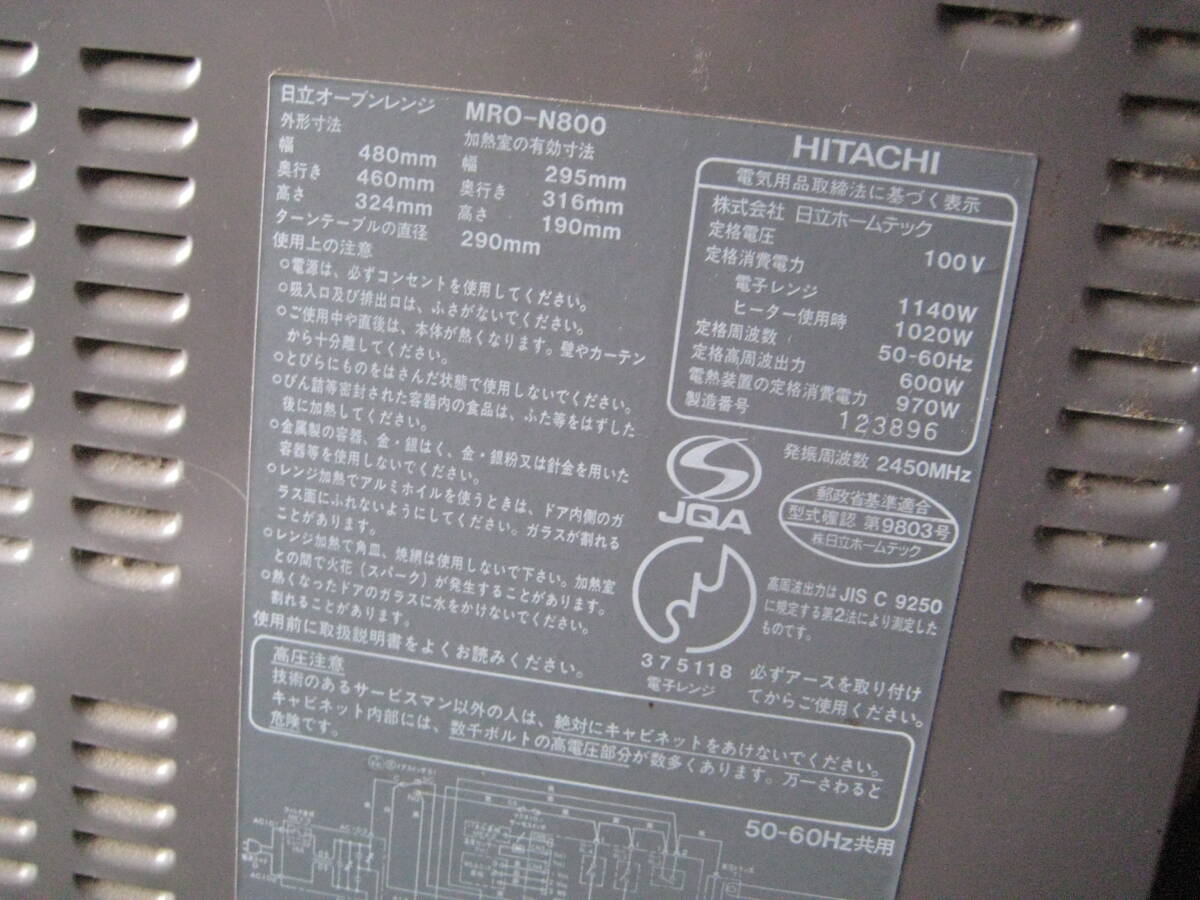 日立オーブンレンジ MRO-N800
外形寸法
幅 480mm
奥行き 460mm
高さ 324mm
加熱室の有効寸法
幅 295mm
奥行き 316mm
高さ 190mm
ターンテーブルの直径 290mm
使用上の注意
○電源は、必ずコンセントを使用してください。
○吸入口及び排出口は、ふさがないでください。
○ご使用中や直後は、本体が熱くなります。壁やカーテン
から十分離してください。
○とびらにものをはさんだ状態で使用しないでください。
○びん詰等密封された容器内の食品は、ふた等をはずした
後に加熱してください。
○金属製の容器、金・銀はく、金・銀粉又は針金を用いた
容器等を使用しないでください。
○レンジ加熱でアルミホイルを使うときは、ドア内側のガ
ラス面にふれないようにしてください。ガラスが割れる
ことがあります。
○レンジ加熱で角皿、焼網は使用しないで下さい。加熱室
との間で火花（スパーク）が発生することがあります。
○熱くなったドアのガラスに水をかけないでください。
割れることがあります。
使用前に取扱説明書をよくお読みください。
HITACHI
電気用品取締法に基づく表示
株式会社 日立ホームテック
定格電圧 100V
定格消費電力
電子レンジ 1140W
ヒーター使用時 1020W
定格周波数 50-60Hz
定格高周波出力 600W
電熱装置の定格消費電力 970W
製造番号 123896
発振周波数 2450MHz
JQA
郵政省基準適合
型式確認 第9803号
㈱日立ホームテック
高周波出力は JIS C 9250
に規定する第2法により測定した
ものです。
375118
電子レンジ
必ずアースを取り付け
てからご使用ください。
高圧注意
技術のあるサービスマン以外の人は、絶対にキャビネットをあけないでください。
キャビネット内部には、数千ボルトの高電圧部分が数多くあります。万一さわると
危険です。
50-60Hz共用